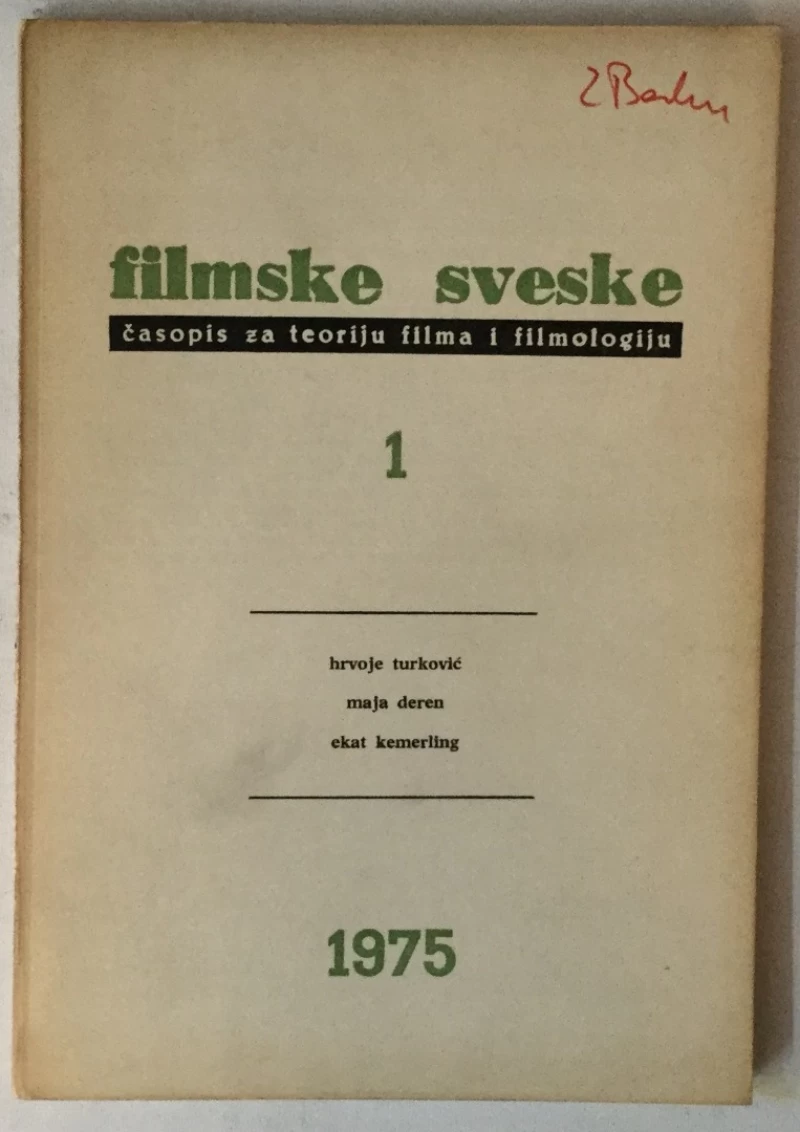 filmske sveske
časopis za teoriju filma i filmologiju
1
hrvoje turković
maja deren
ekat kemerling
1975